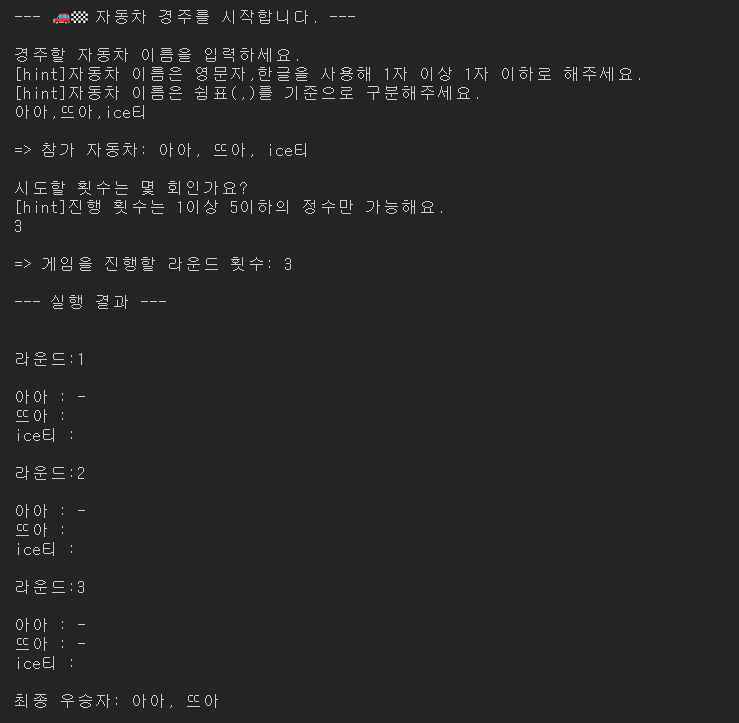 --- 🚗🏁 자동차 경주를 시작합니다. ---
경주할 자동차 이름을 입력하세요.
[hint]자동차 이름은 영문자,한글을 사용해 1자 이상 1자 이하로 해주세요.
[hint]자동차 이름은 쉼표(,)를 기준으로 구분해주세요.
아아,뜨아,ice티
=> 참가 자동차: 아아, 뜨아, ice티
시도할 횟수는 몇 회인가요?
[hint]진행 횟수는 1이상 5이하의 정수만 가능해요.
3
=> 게임을 진행할 라운드 횟수: 3
--- 실행 결과 ---
라운드:1
아아 : -
뜨아 :
ice티 :
라운드:2
아아 : -
뜨아 :
ice티 :
라운드:3
아아 : -
뜨아 : -
ice티 :
최종 우승자: 아아, 뜨아